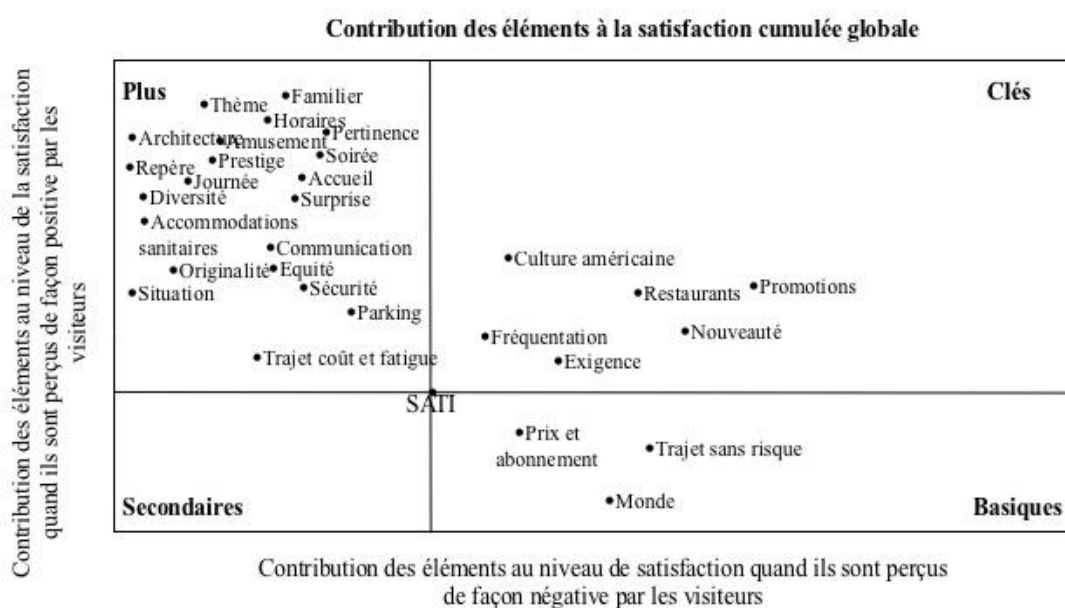 Contribution des éléments à la satisfaction cumulée globale
Contribution des éléments au niveau de la satisfaction
quand ils sont perçus de façon positive par les
visiteurs
Plus
Clés
Familier
Thème
Horaires
Pertinence
Architecture
Amusement
Soirée
Prestige
Repère
Accueil
Journée
Diversité
Surprise
Accommodations
sanitaires
Communication
Culture américaine
Originalité
Equité
Sécurité
Situation
Promotions
Restaurants
Parking
Nouveauté
Fréquentation
Trajet coût et fatigue
Exigence
SATI
Prix et
abonnement
Trajet sans risque
Monde
Secondaires
Basiques
Contribution des éléments au niveau de satisfaction quand ils sont perçus
de façon négative par les visiteurs